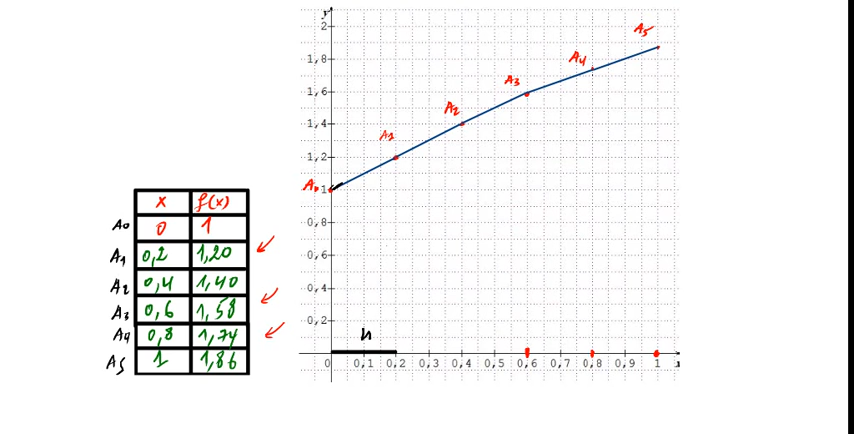 x f(x)
A0 0 1
A1 0,2 1,20
A2 0,4 1,40
A3 0,6 1,58
A4 0,8 1,74
A5 1 1,86
y
2
1,8
1,6
1,4
1,2
1
0,8
0,6
0,4
0,2
A0
A1
A2
A3
A4
A5
h
0 0,1 0,2 0,3 0,4 0,5 0,6 0,7 0,8 0,9 1